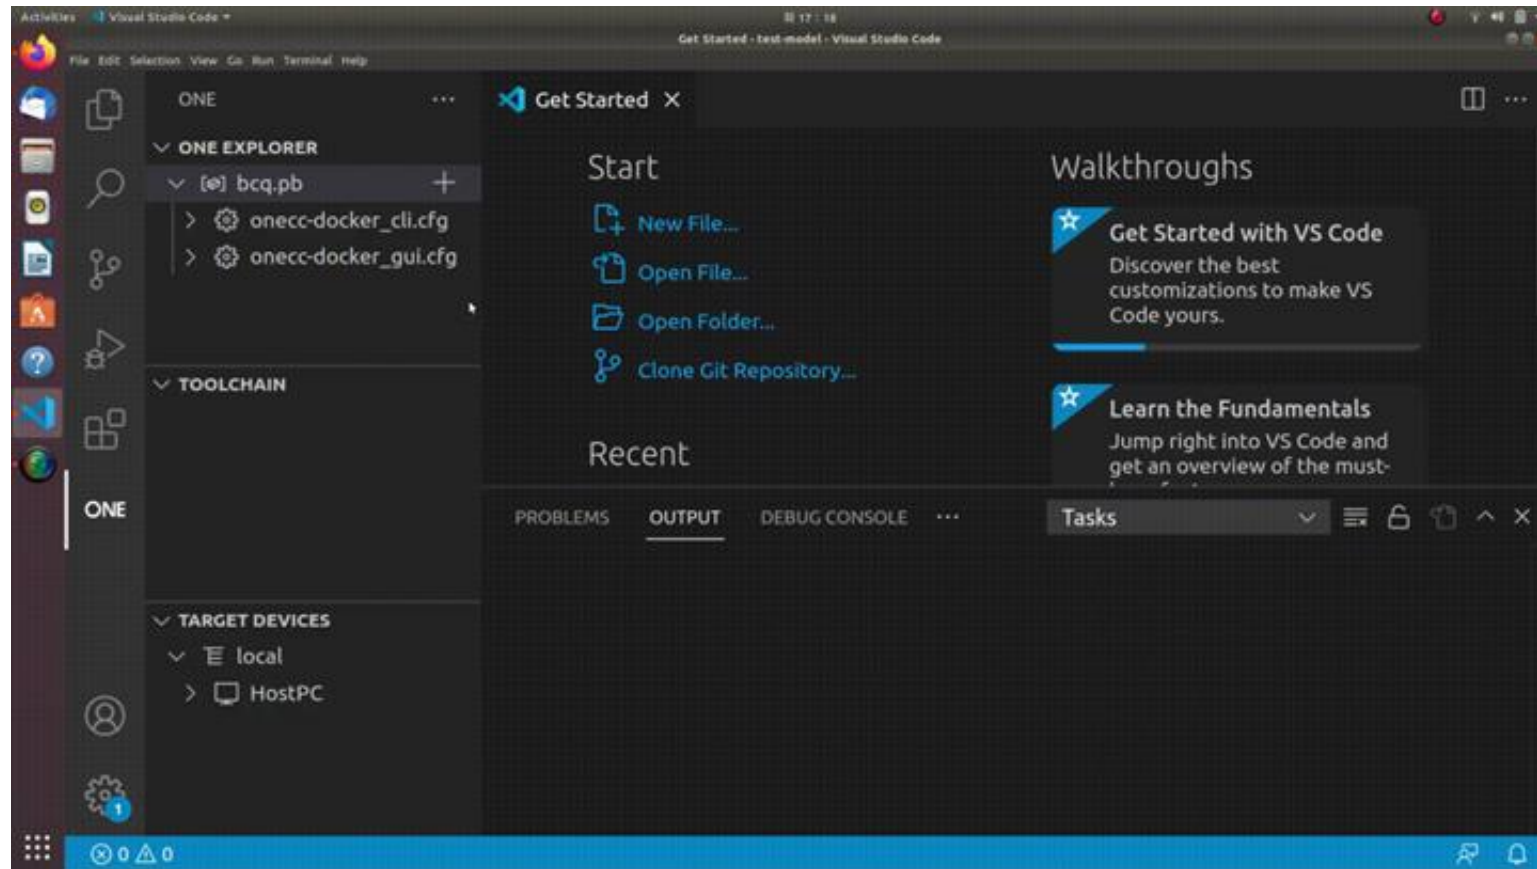 Activities Visual Studio Code
화 17 : 18
Get Started - test-model - Visual Studio Code
File Edit Selection View Go Run Terminal Help
ONE
Get Started
ONE EXPLORER
bcq.pb
onecc-docker_cli.cfg
onecc-docker_gui.cfg
TOOLCHAIN
ONE
TARGET DEVICES
local
HostPC
1
Start
New File...
Open File...
Open Folder...
Clone Git Repository...
Recent
Walkthroughs
Get Started with VS Code
Discover the best
customizations to make VS
Code yours.
Learn the Fundamentals
Jump right into VS Code and
get an overview of the must-
PROBLEMS OUTPUT DEBUG CONSOLE ...
Tasks
0 0